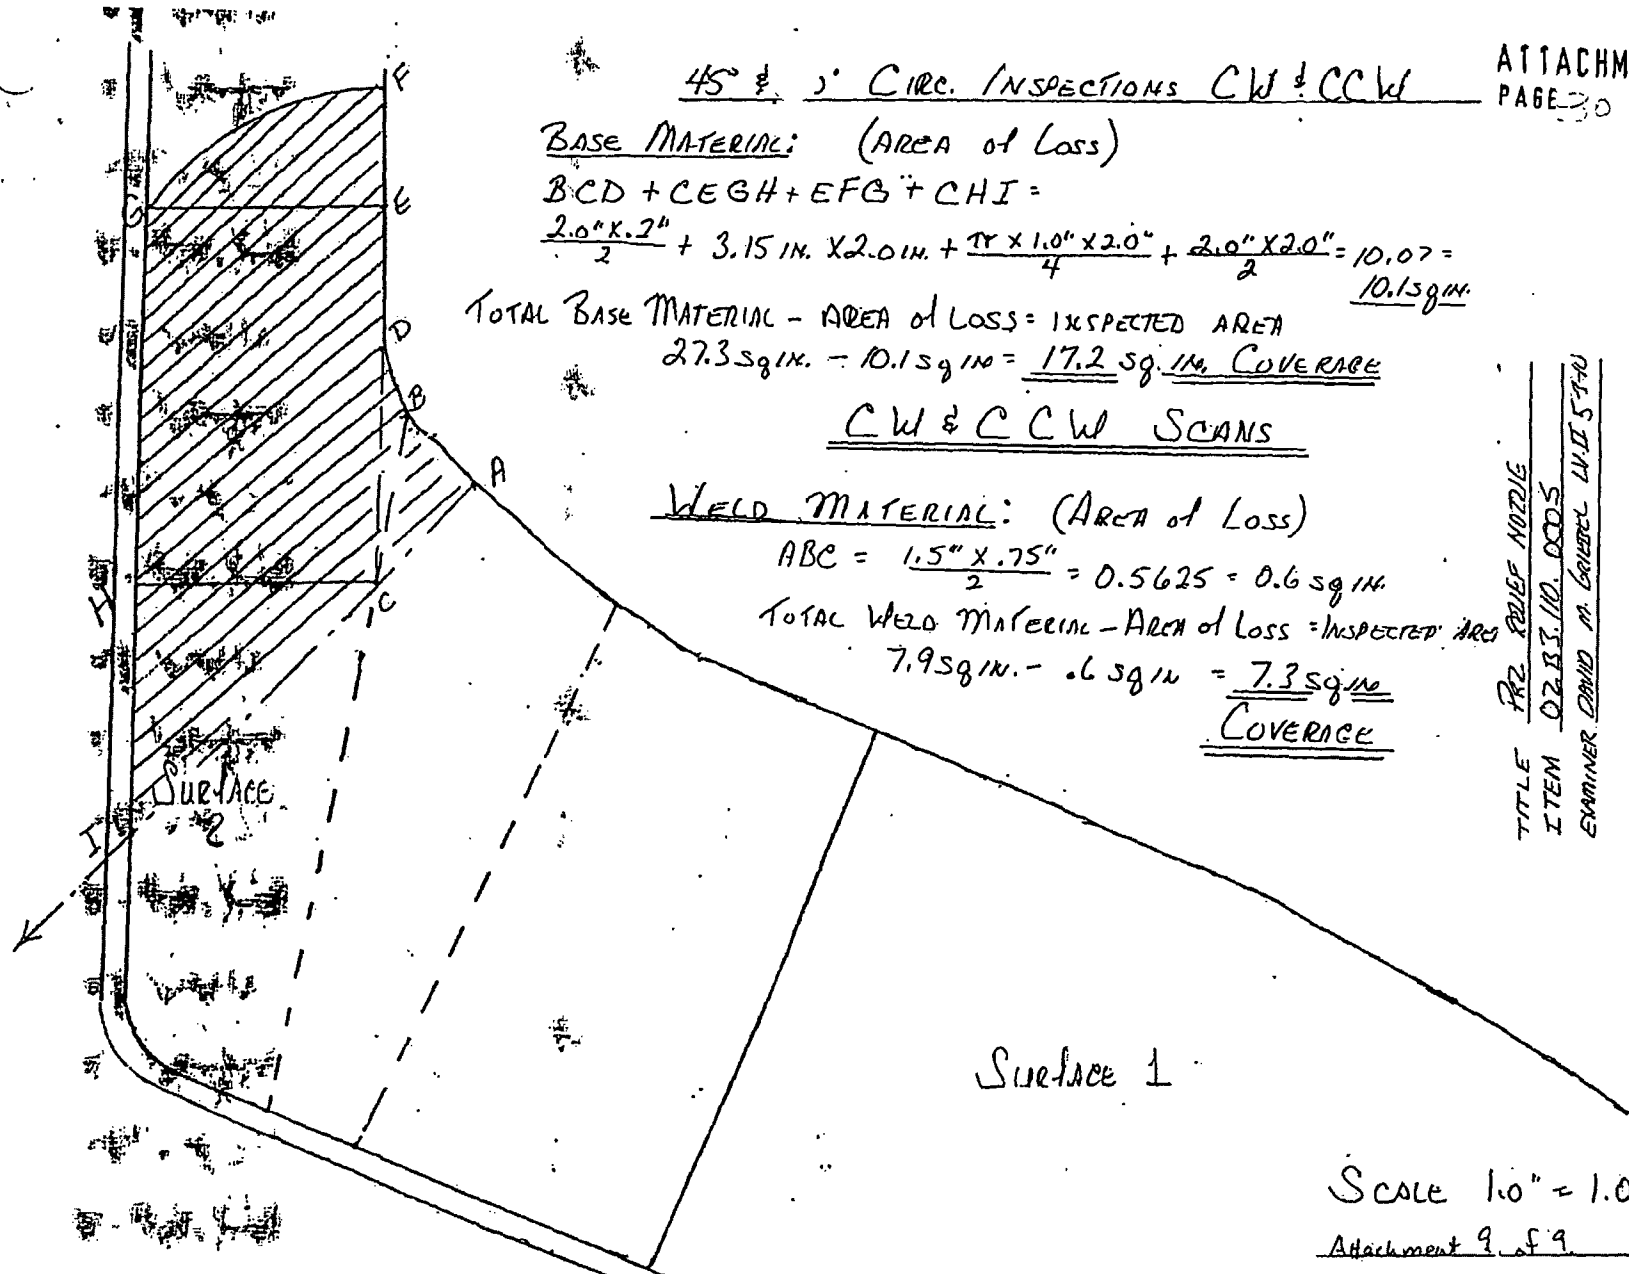 ATTACHM
PAGE 30
45° & ° CIRC. INSPECTIONS CW & CCW
BASE MATERIAL: (AREA of LOSS)
BCD + CEGH + EFG + CHI =
2.0" X .2"/2 + 3.15 IN. X 2.0 IN. + π X 1.0" X 2.0"/4 + 2.0" X 2.0"/2 = 10.07 =
10.1 sq IN.
TOTAL BASE MATERIAL - AREA of LOSS = INSPECTED AREA
27.3 sq IN. - 10.1 sq IN = 17.2 sq. IN. COVERAGE
CW & CCW SCANS
WELD MATERIAL: (AREA of LOSS)
ABC = 1.5" X .75"/2 = 0.5625 = 0.6 sq IN.
TOTAL WELD MATERIAL - AREA of LOSS = INSPECTED AREA
7.9 sq IN. - .6 sq IN = 7.3 sq IN
COVERAGE
TITLE PRZ RELIEF NOZZLE
ITEM 02.B3.110.0005
EXAMINER DAVID M.
F
G
E
D
B
A
C
H
I
SURFACE
2
SURFACE 1
SCALE 1.0" = 1.0
Attachment 9 of 9